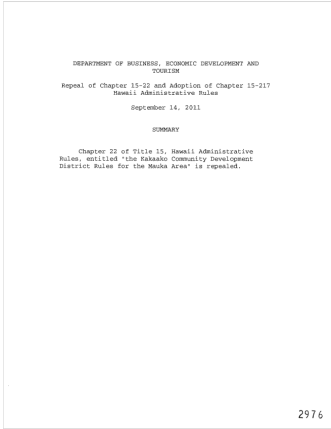 DEPARTMENT OF BUSINESS, ECONOMIC DEVELOPMENT AND
TOURISM
Repeal of Chapter 15-22 and Adoption of Chapter 15-217
Hawaii Administrative Rules
September 14, 2011
SUMMARY
Chapter 22 of Title 15, Hawaii Administrative
Rules, entitled "the Kakaako Community Development
District Rules for the Mauka Area" is repealed.
2976